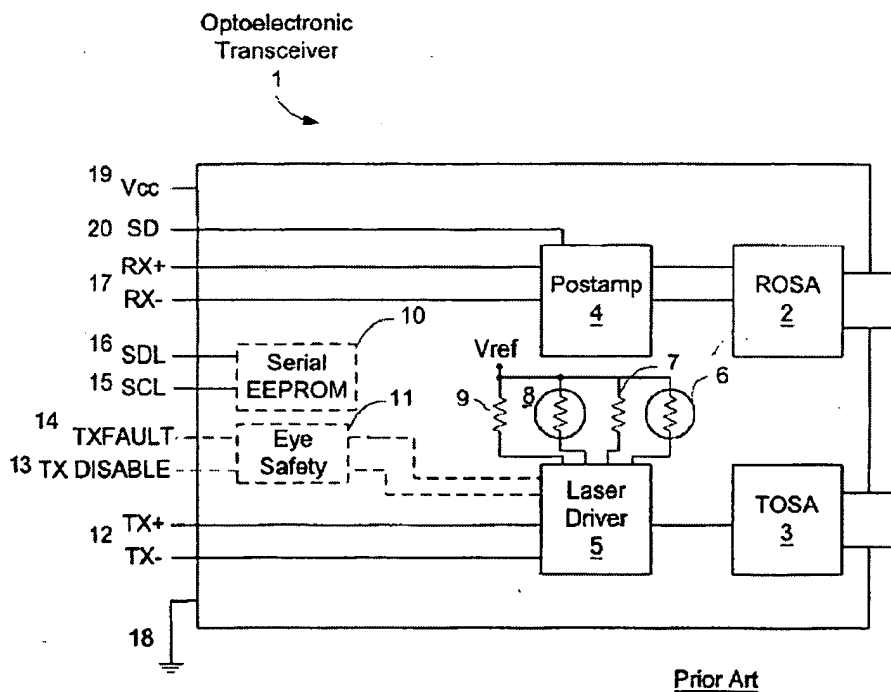 Optoelectronic
Transceiver
1
19 Vcc
20 SD
RX+
17
RX-
Postamp
4
ROSA
2
10
16 SDL
15 SCL
Serial
EEPROM
Vref
7
6
9
8
11
14 TXFAULT
13 TX DISABLE
Eye
Safety
Laser
Driver
5
TOSA
3
12 TX+
TX-
18
Prior Art